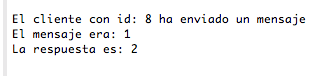 El cliente con id: 8 ha enviado un mensaje
El mensaje era: 1
La respuesta es: 2